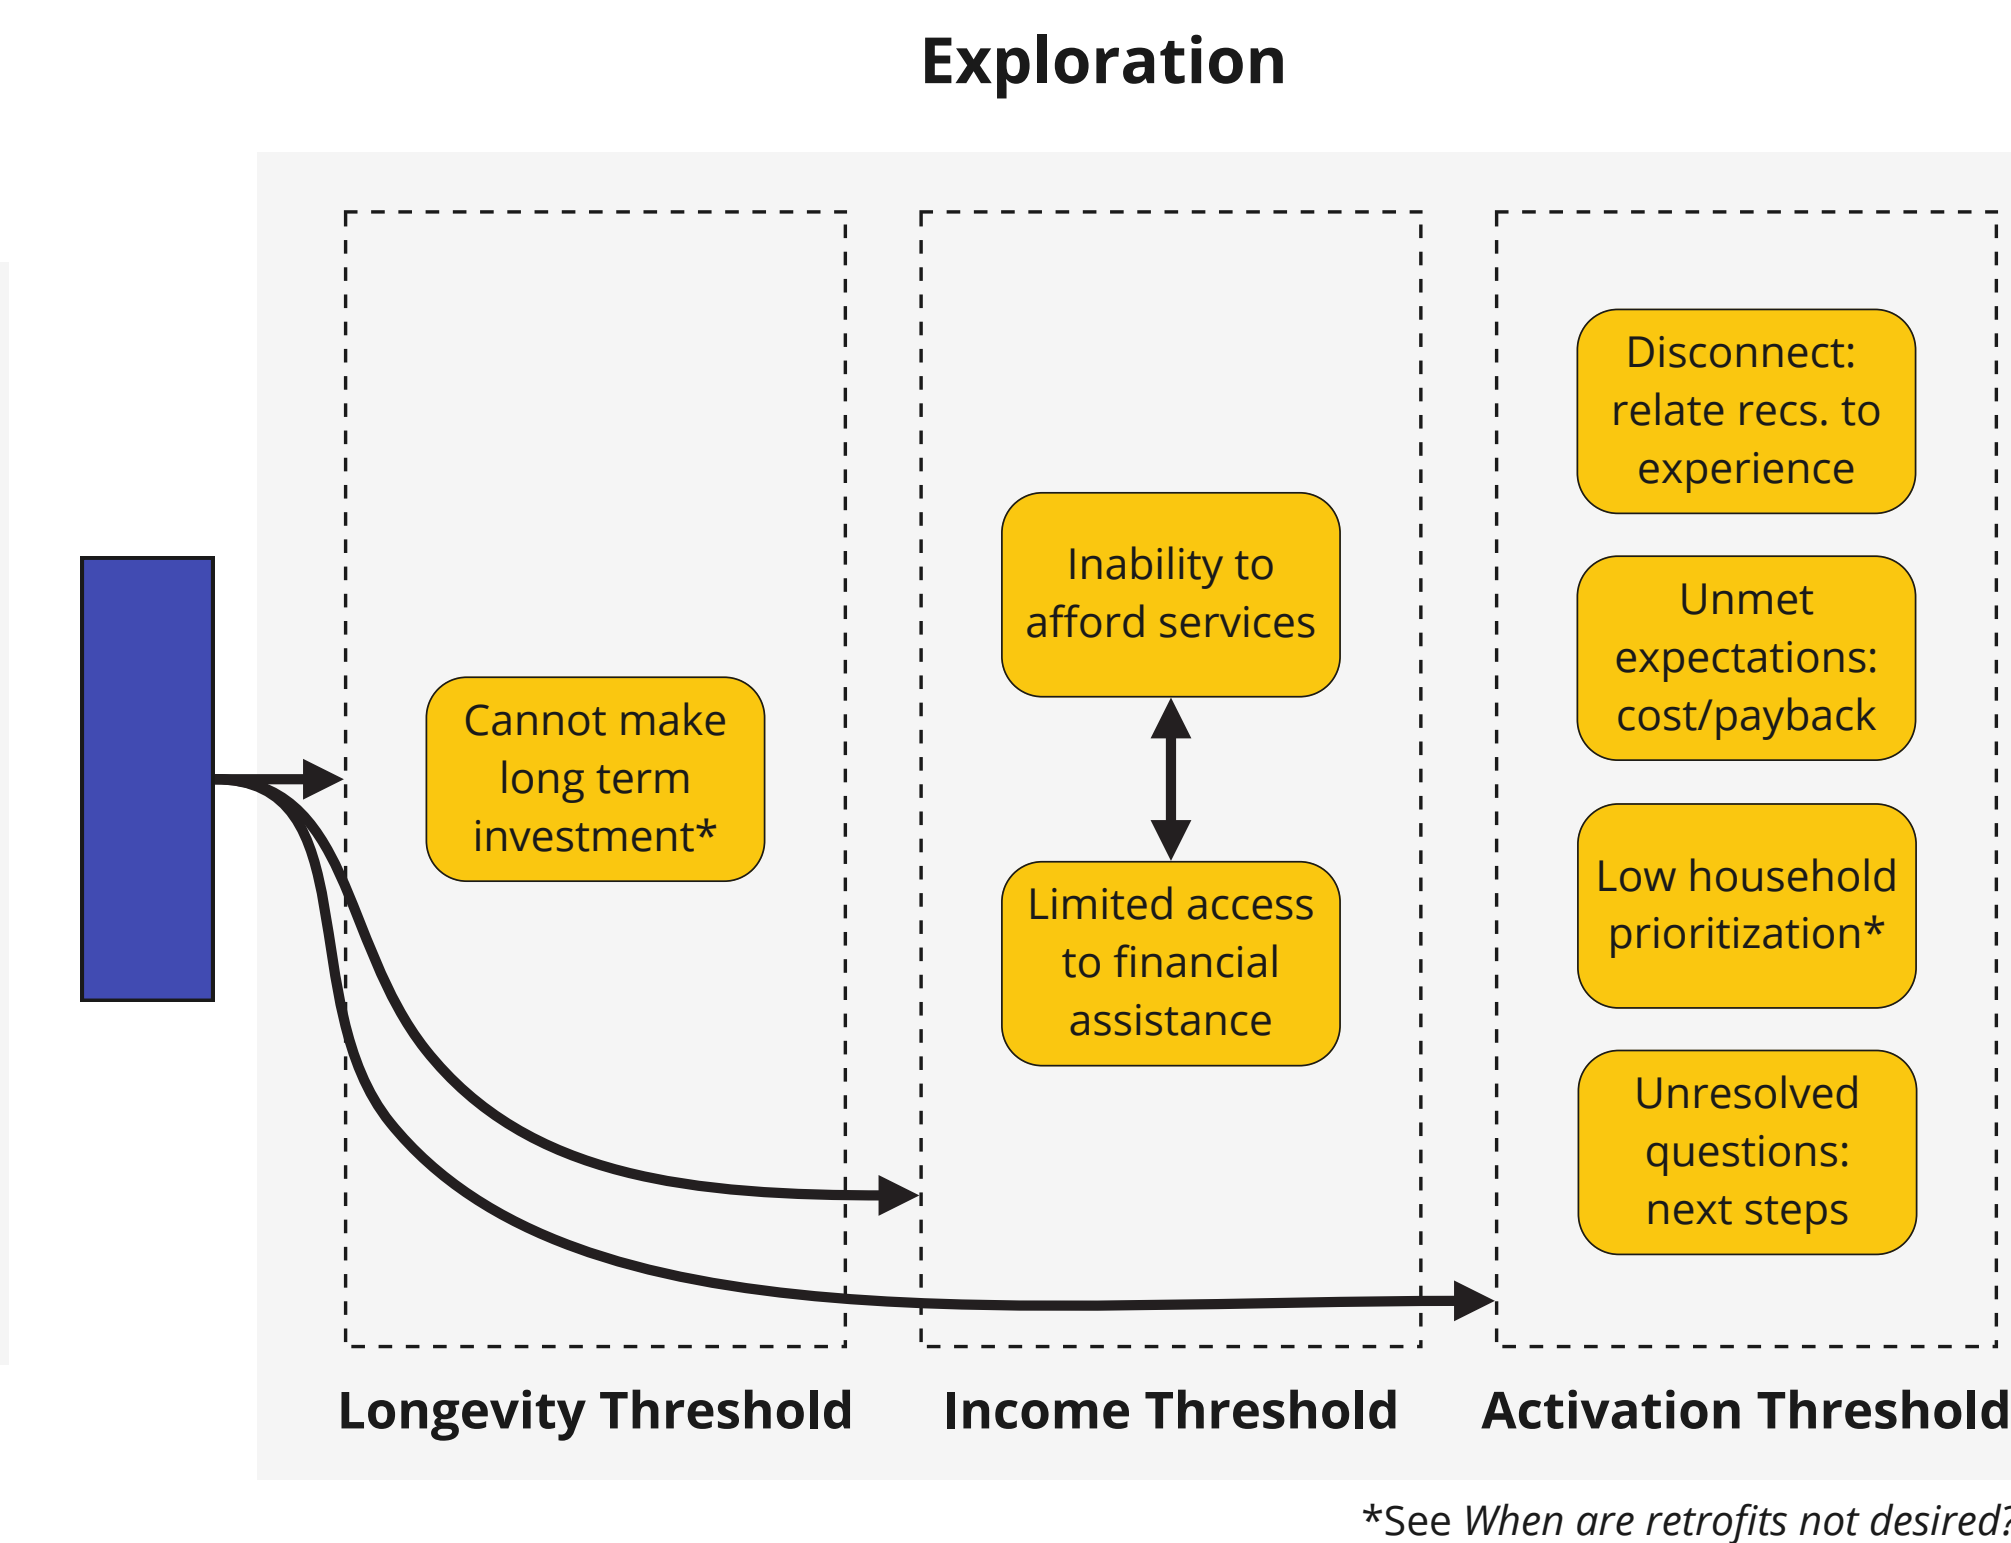 Exploration
Cannot make
long term
investment*
Longevity Threshold
Inability to
afford services
Limited access
to financial
assistance
Income Threshold
Disconnect:
relate recs. to
experience
Unmet
expectations:
cost/payback
Low household
prioritization*
Unresolved
questions:
next steps
Activation Threshold
*See When are retrofits not desired?